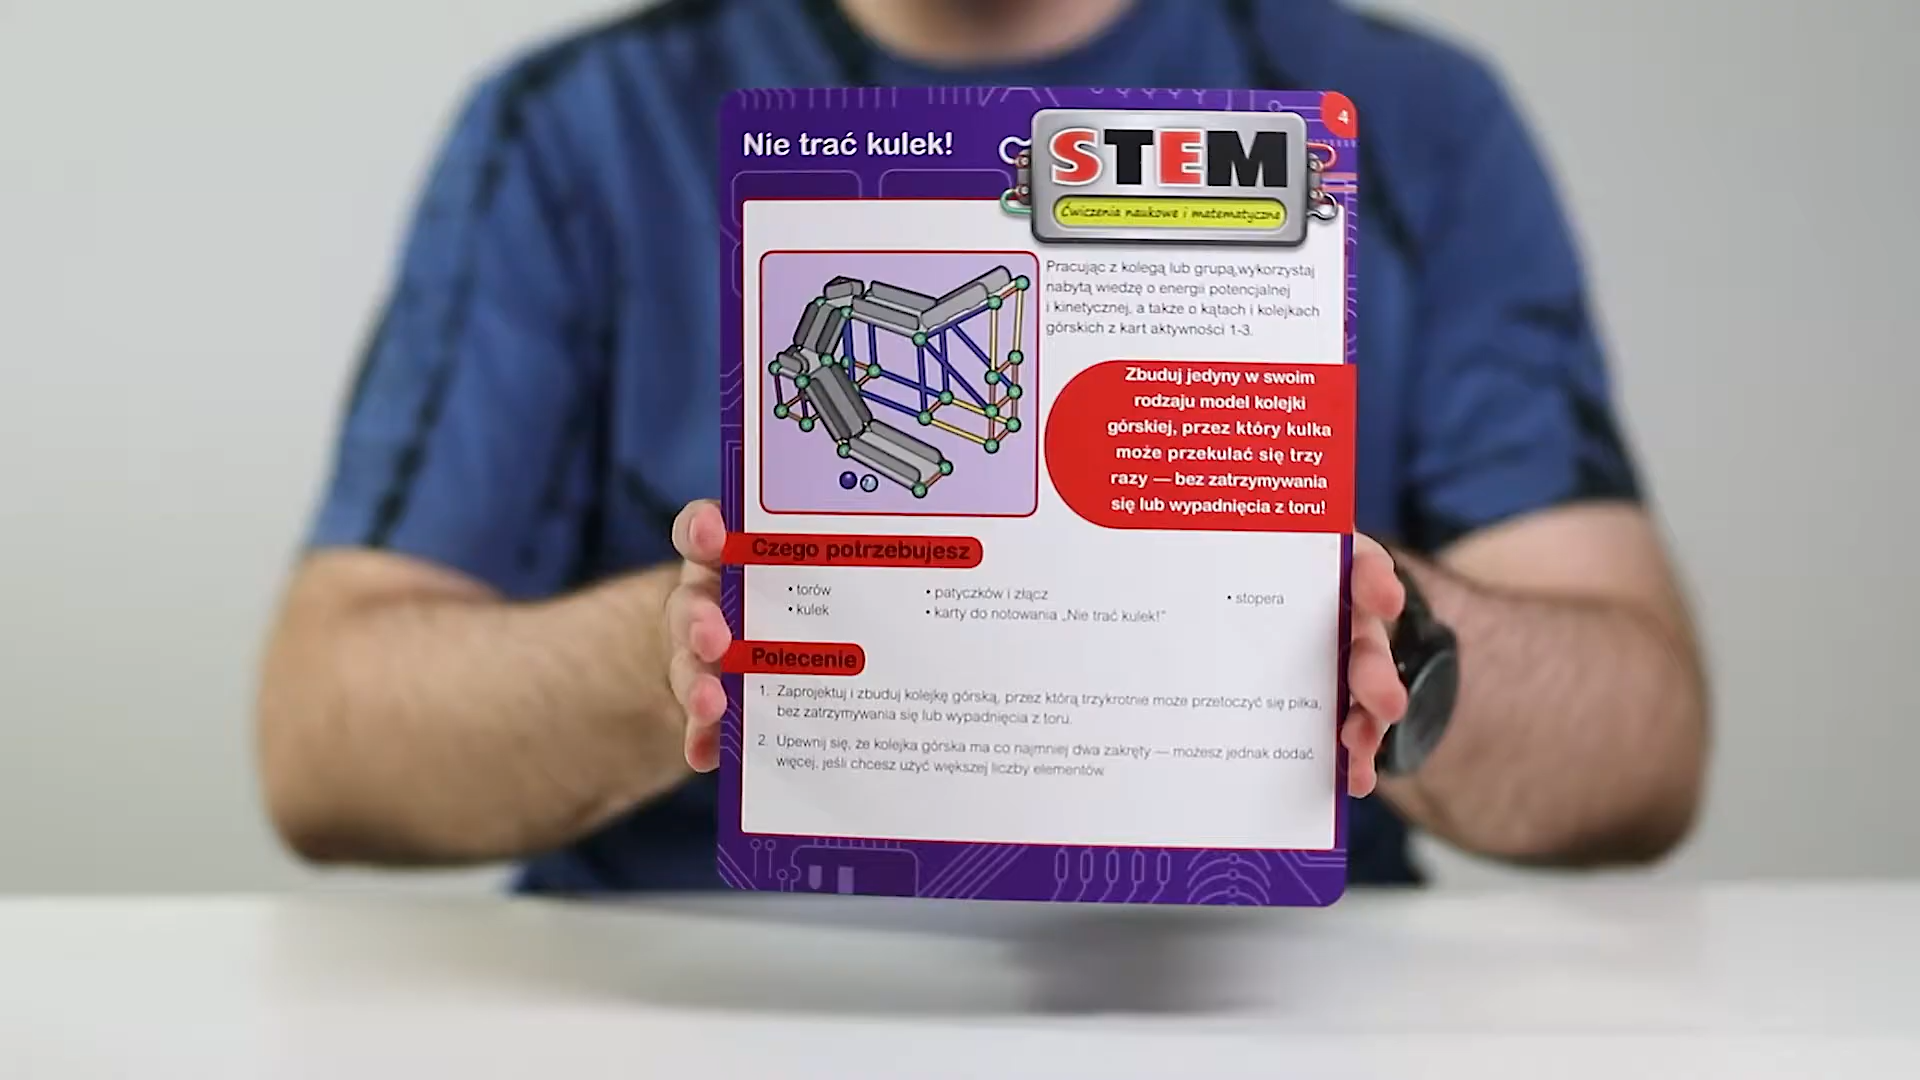 Nie trać kulek!
4
STEM
Ćwiczenia naukowe i matematyczne
Pracując z kolegą lub grupą,wykorzystaj
nabytą wiedzę o energii potencjalnej
i kinetycznej, a także o kątach i kolejkach
górskich z kart aktywności 1-3.
Zbuduj jedyny w swoim
rodzaju model kolejki
górskiej, przez który kulka
może przekulać się trzy
razy — bez zatrzymywania
się lub wypadnięcia z toru!
Czego potrzebujesz
• torów
• kulek
• patyczków i złącz
• karty do notowania „Nie trać kulek!"
• stopera
Polecenie
1. Zaprojektuj i zbuduj kolejkę górską, przez którą trzykrotnie może przetoczyć się piłka,
bez zatrzymywania się lub wypadnięcia z toru.
2. Upewnij się, że kolejka górska ma co najmniej dwa zakręty — możesz jednak dodać
więcej, jeśli chcesz użyć większej liczby elementów